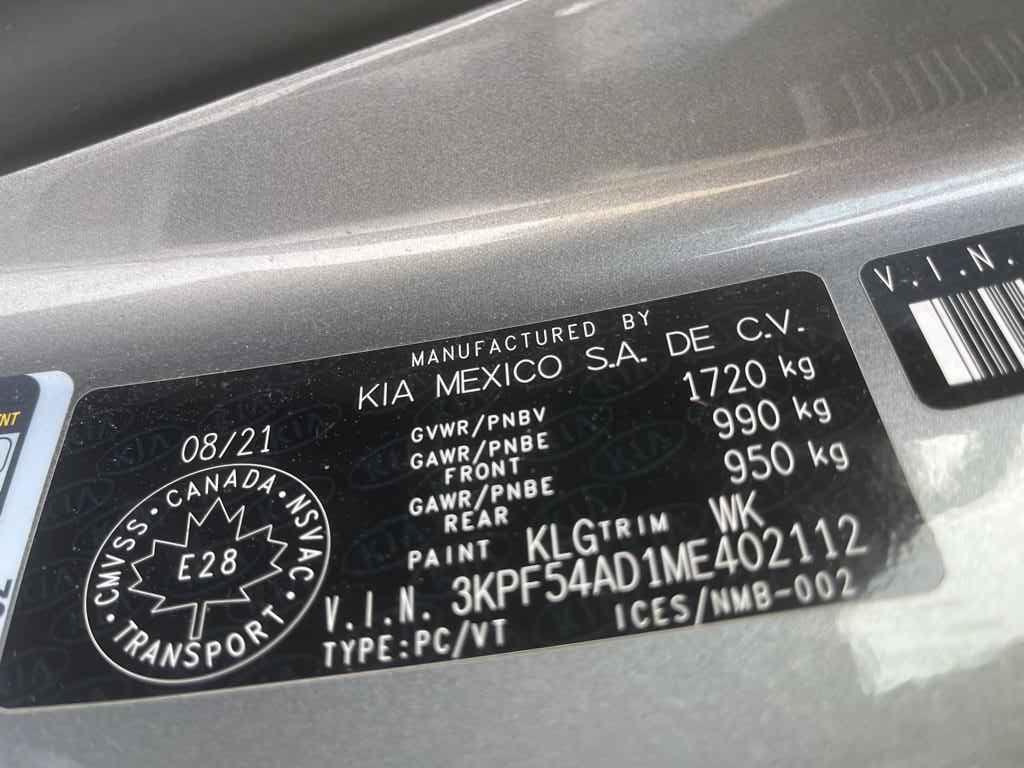 MANUFACTURED BY
KIA MEXICO S.A. DE C.V.
08/21
GVWR/PNBV 1720 kg
GAWR/PNBE FRONT 990 kg
GAWR/PNBE REAR 950 kg
PAINT KLG TRIM WK
V.I.N. 3KPF54AD1ME402112
TYPE:PC/VT ICES/NMB-002
CMVSS · CANADA · NSVAC · TRANSPORT ·
E28
V.I.N.
KIA